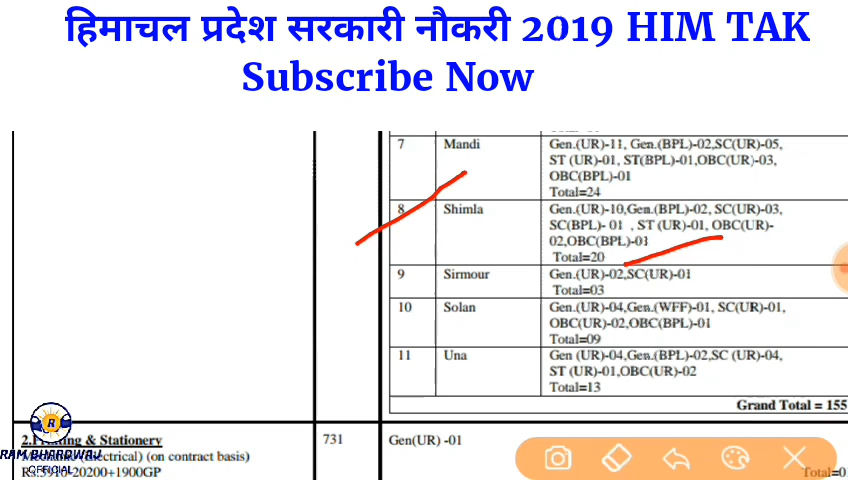 हिमाचल प्रदेश सरकारी नौकरी 2019 HIM TAK
Subscribe Now
7 Mandi Gen.(UR)-11, Gen.(BPL)-02,SC(UR)-05,
ST (UR)-01, ST(BPL)-01,OBC(UR)-03,
OBC(BPL)-01
Total=24
8 Shimla Gen.(UR)-10,Gen.(BPL)-02, SC(UR)-03,
SC(BPL)- 01 , ST (UR)-01, OBC(UR)-
02,OBC(BPL)-01
Total=20
9 Sirmour Gen.(UR)-02,SC(UR)-01
Total=03
10 Solan Gen.(UR)-04,Gen.(WFF)-01, SC(UR)-01,
OBC(UR)-02,OBC(BPL)-01
Total=09
11 Una Gen (UR)-04,Gen.(BPL)-02,SC (UR)-04,
ST (UR)-01,OBC(UR)-02
Total=13
Grand Total = 155
2. & Stationery 731 Gen(UR) -01
R
RAM BHARDWAJ
(Electrical) (on contract basis)
OFFICIAL
Rs.5910-20200+1900GP